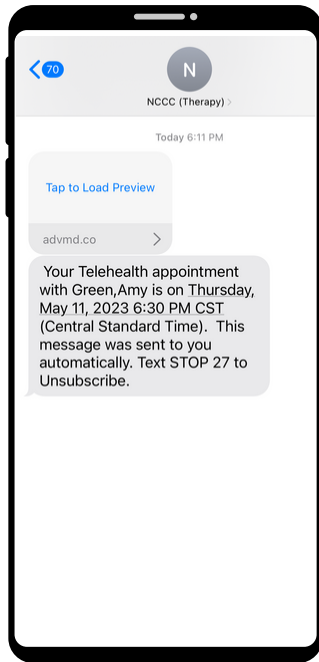 70
N
NCCC (Therapy)
Today 6:11 PM
Tap to Load Preview
advmd.co
Your Telehealth appointment
with Green,Amy is on Thursday,
May 11, 2023 6:30 PM CST
(Central Standard Time).  This
message was sent to you
automatically. Text STOP 27 to
Unsubscribe.